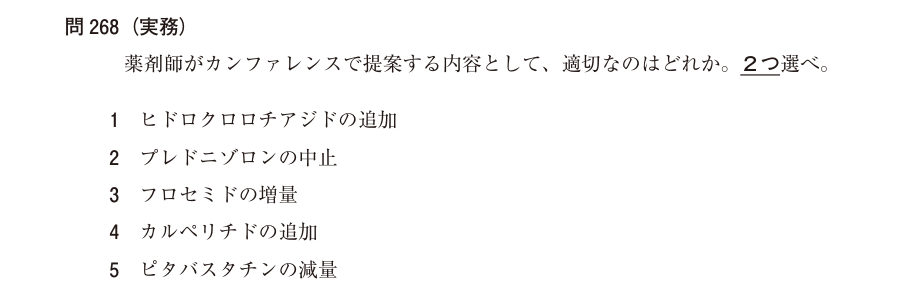 問 268（実務）
薬剤師がカンファレンスで提案する内容として、適切なのはどれか。２つ選べ。
1 ヒドロクロロチアジドの追加
2 プレドニゾロンの中止
3 フロセミドの増量
4 カルペリチドの追加
5 ピタバスタチンの減量